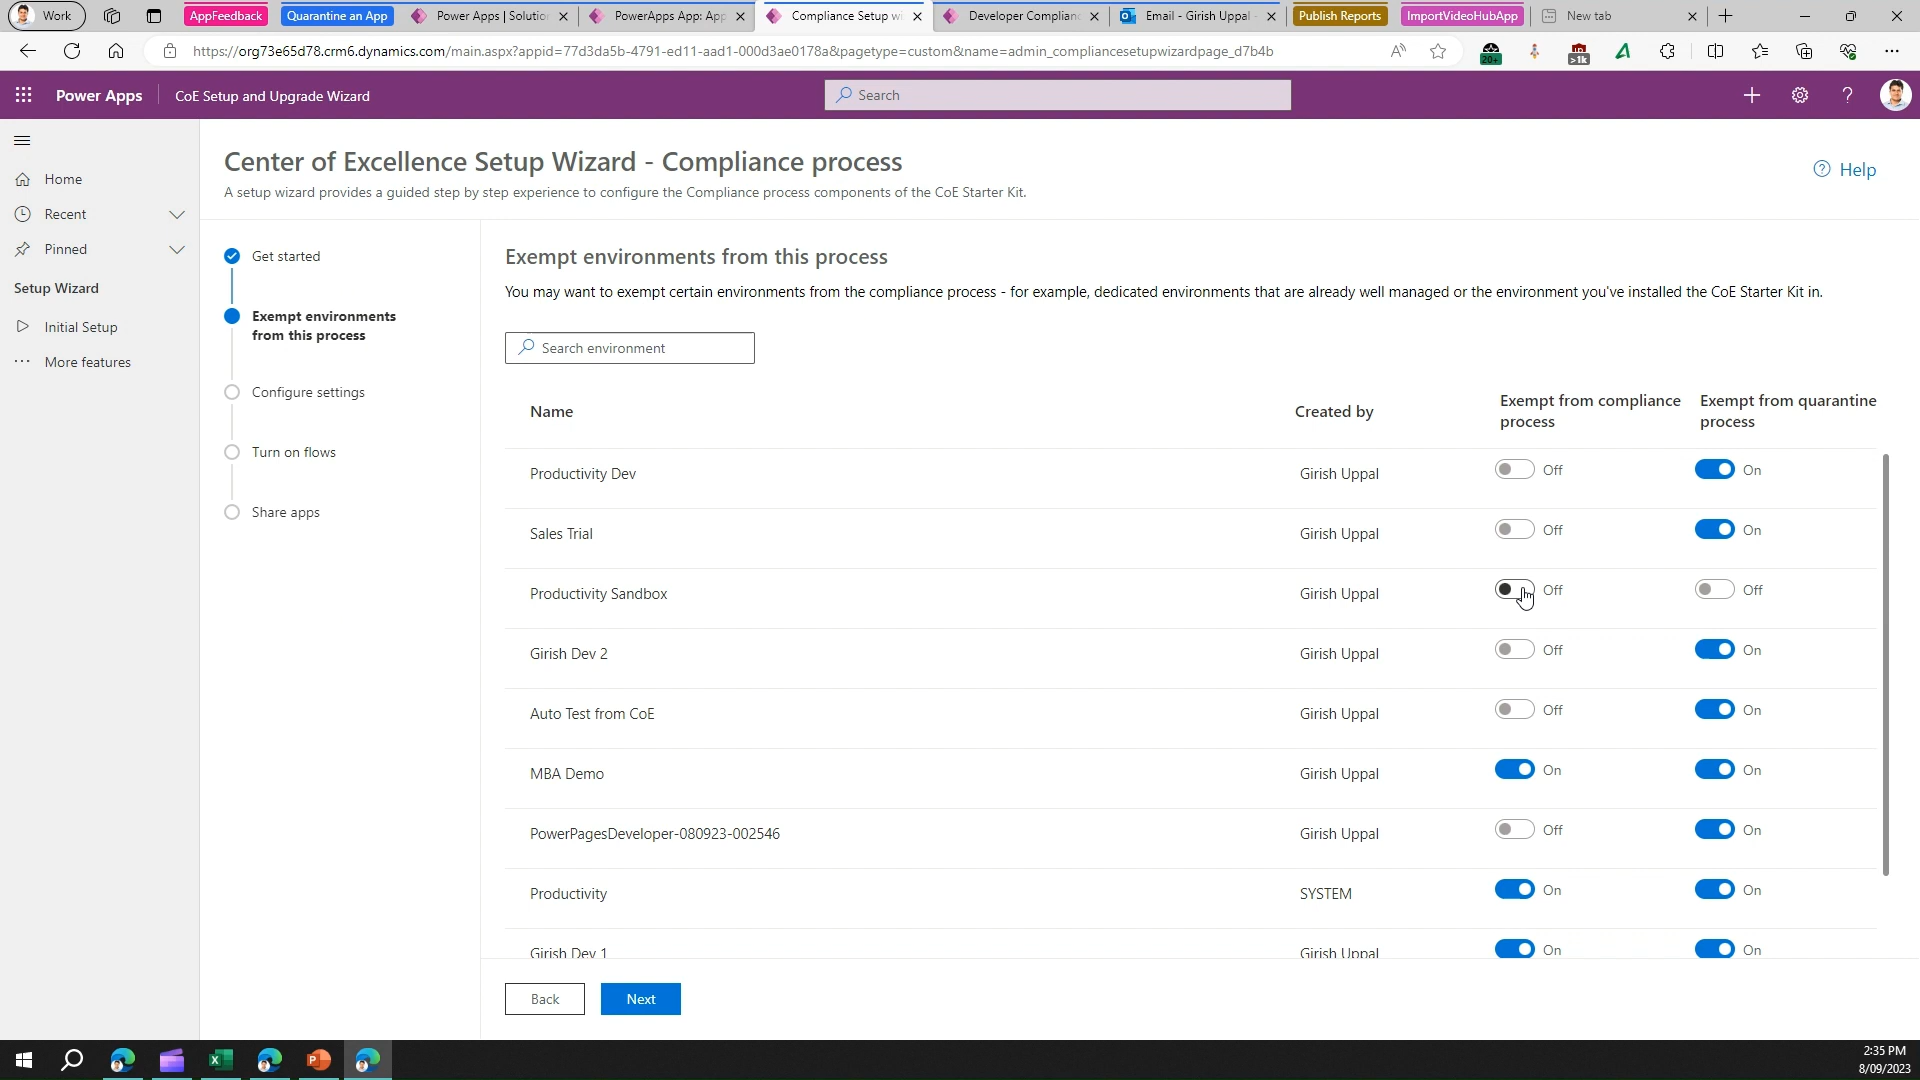 Work
AppFeedback
Quarantine an App
Power Apps | Solutio
PowerApps App: App
Compliance Setup wi
Developer Complianc
Email - Girish Uppal -
Publish Reports
ImportVideoHubApp
New tab
https://org73e65d78.crm6.dynamics.com/main.aspx?appid=77d3da5b-4791-ed11-aad1-000d3ae0178a&pagetype=custom&name=admin_compliancesetupwizardpage_d7b4b
20+
>1k
Power Apps
CoE Setup and Upgrade Wizard
Search
Home
Recent
Pinned
Setup Wizard
Initial Setup
More features
Center of Excellence Setup Wizard - Compliance process
Help
A setup wizard provides a guided step by step experience to configure the Compliance process components of the CoE Starter Kit.
Get started
Exempt environments
from this process
Configure settings
Turn on flows
Share apps
Exempt environments from this process
You may want to exempt certain environments from the compliance process - for example, dedicated environments that are already well managed or the environment you've installed the CoE Starter Kit in.
Search environment
Name Created by Exempt from compliance process Exempt from quarantine process
Productivity Dev Girish Uppal Off On
Sales Trial Girish Uppal Off On
Productivity Sandbox Girish Uppal Off Off
Girish Dev 2 Girish Uppal Off On
Auto Test from CoE Girish Uppal Off On
MBA Demo Girish Uppal On On
PowerPagesDeveloper-080923-002546 Girish Uppal Off On
Productivity SYSTEM On On
Girish Dev 1 Girish Uppal On On
Back
Next
2:35 PM
8/09/2023